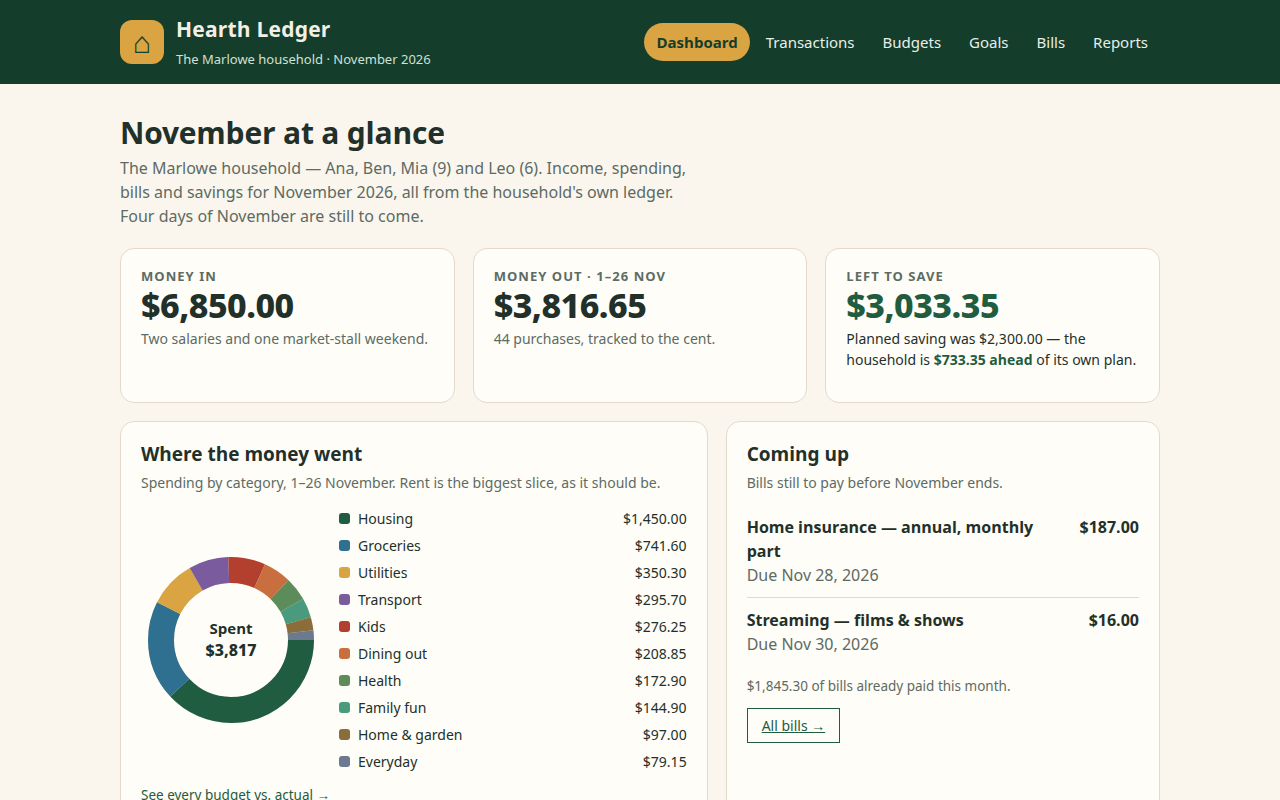 Hearth Ledger
The Marlowe household · November 2026
Dashboard
Transactions
Budgets
Goals
Bills
Reports
November at a glance
The Marlowe household — Ana, Ben, Mia (9) and Leo (6). Income, spending,
bills and savings for November 2026, all from the household's own ledger.
Four days of November are still to come.
MONEY IN
$6,850.00
Two salaries and one market-stall weekend.
MONEY OUT · 1–26 NOV
$3,816.65
44 purchases, tracked to the cent.
LEFT TO SAVE
$3,033.35
Planned saving was $2,300.00 — the
household is $733.35 ahead of its own plan.
Where the money went
Spending by category, 1–26 November. Rent is the biggest slice, as it should be.
Spent
$3,817
Housing $1,450.00
Groceries $741.60
Utilities $350.30
Transport $295.70
Kids $276.25
Dining out $208.85
Health $172.90
Family fun $144.90
Home & garden $97.00
Everyday $79.15
See every budget vs. actual →
Coming up
Bills still to pay before November ends.
Home insurance — annual, monthly $187.00
part
Due Nov 28, 2026
Streaming — films & shows $16.00
Due Nov 30, 2026
$1,845.30 of bills already paid this month.
All bills →